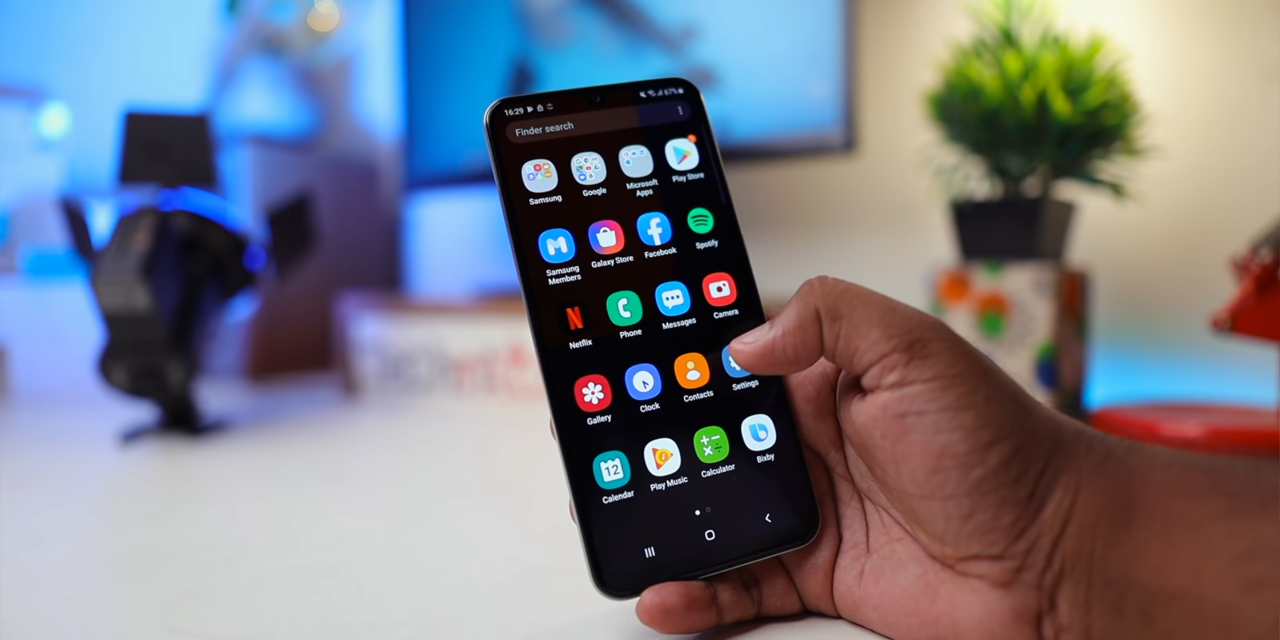 16:29 67%
Finder search
Samsung Google Microsoft Apps Play Store
Samsung Members Galaxy Store Facebook Spotify
Netflix Phone Messages Camera
Gallery Clock Contacts Settings
12
Calendar Play Music Calculator Bixby